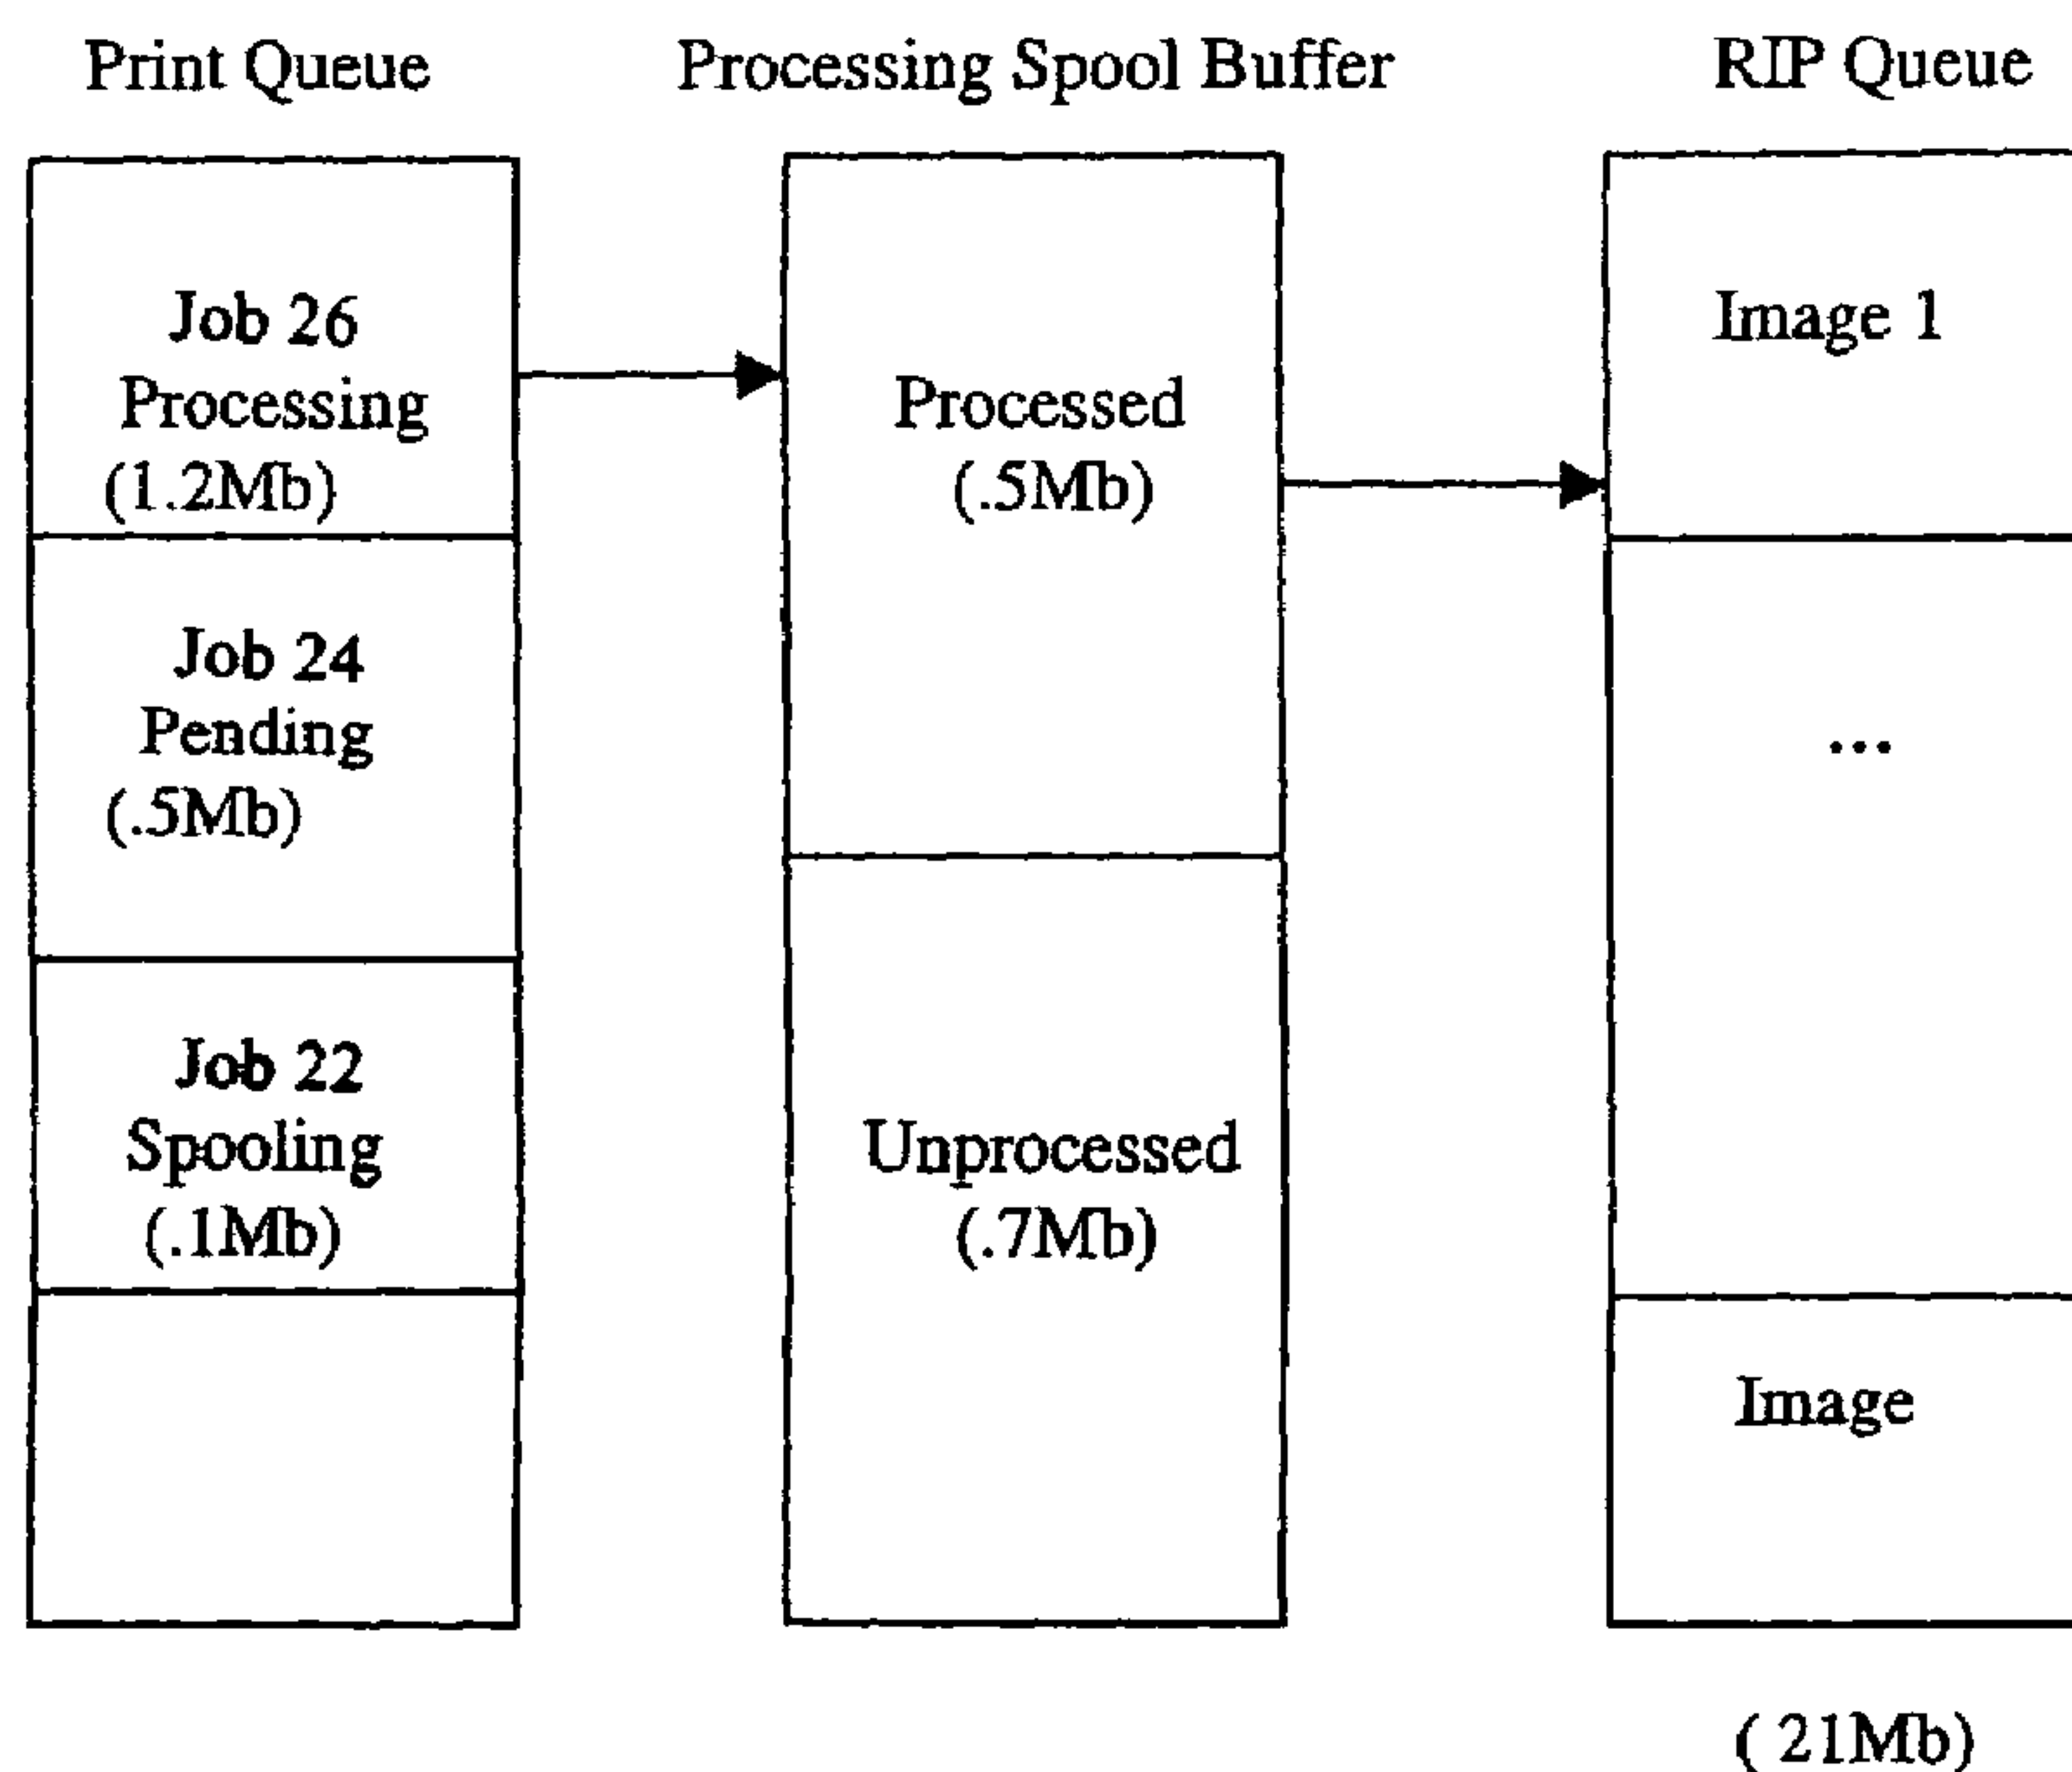 Print Queue
Processing Spool Buffer
RIP Queue
Job 26
Processing
(1.2Mb)
Job 24
Pending
(.5Mb)
Job 22
Spooling
(.1Mb)
Processed
(.5Mb)
Unprocessed
(.7Mb)
Image 1
...
Image
( 21Mb)